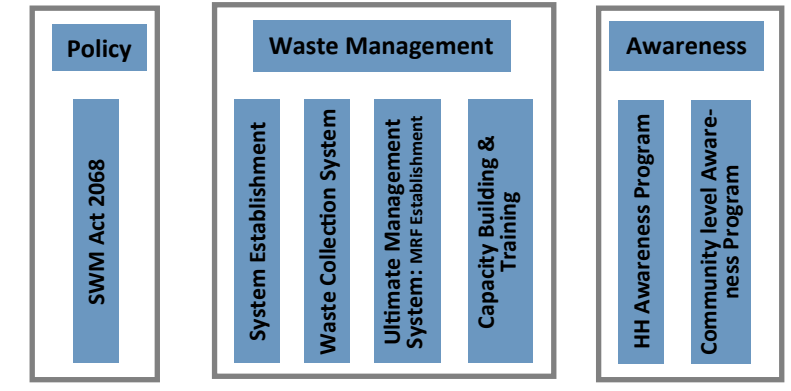 Policy
SWM Act 2068
Waste Management
System Establishment
Waste Collection System
Ultimate Management
System: MRF Establishment
Capacity Building &
Training
Awareness
HH Awareness Program
Community level Aware-
ness Program